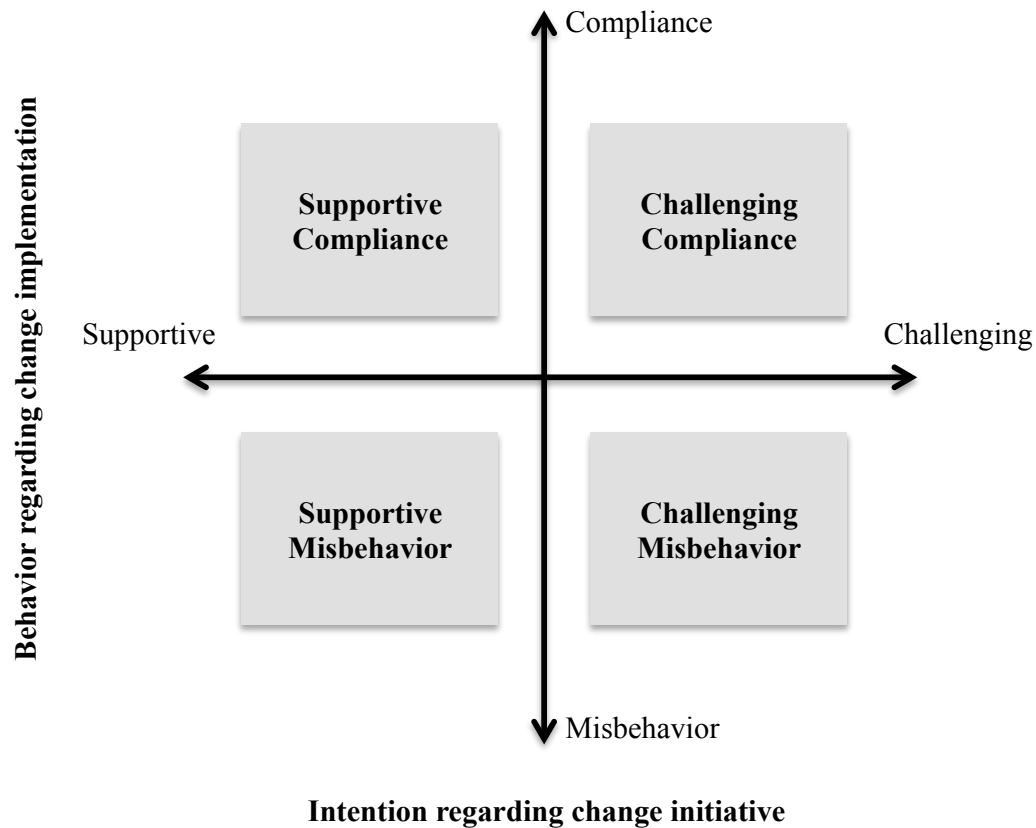 Compliance
Behavior regarding change implementation
Supportive
Compliance
Challenging
Compliance
Supportive
Challenging
Supportive
Misbehavior
Challenging
Misbehavior
Misbehavior
Intention regarding change initiative